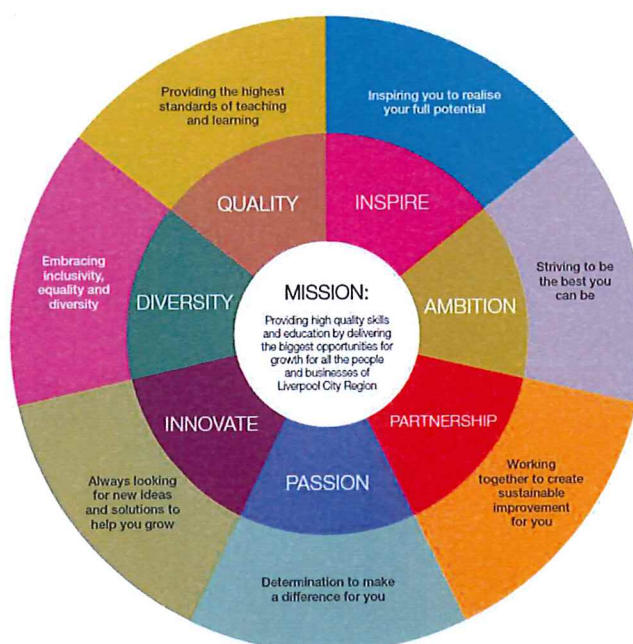 Providing the highest
standards of teaching
and learning
Inspiring you to realise
your full potential
QUALITY
INSPIRE
Embracing
inclusivity,
equality and
diversity
DIVERSITY
MISSION:
Providing high quality skills
and education by delivering
the biggest opportunities for
growth for all the people
and businesses of
Liverpool City Region
AMBITION
Striving to be
the best you
can be
INNOVATE
PARTNERSHIP
Always looking
for new ideas
and solutions to
help you grow
PASSION
Working
together to create
sustainable
improvement
for you
Determination to make
a difference for you